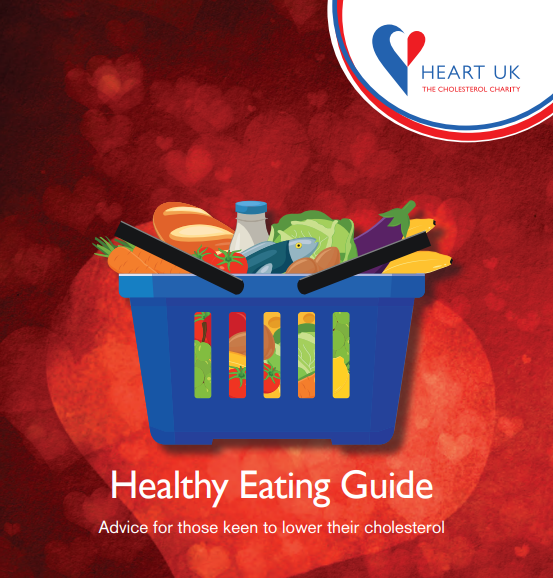 HEART UK
THE CHOLESTEROL CHARITY
Healthy Eating Guide
Advice for those keen to lower their cholesterol